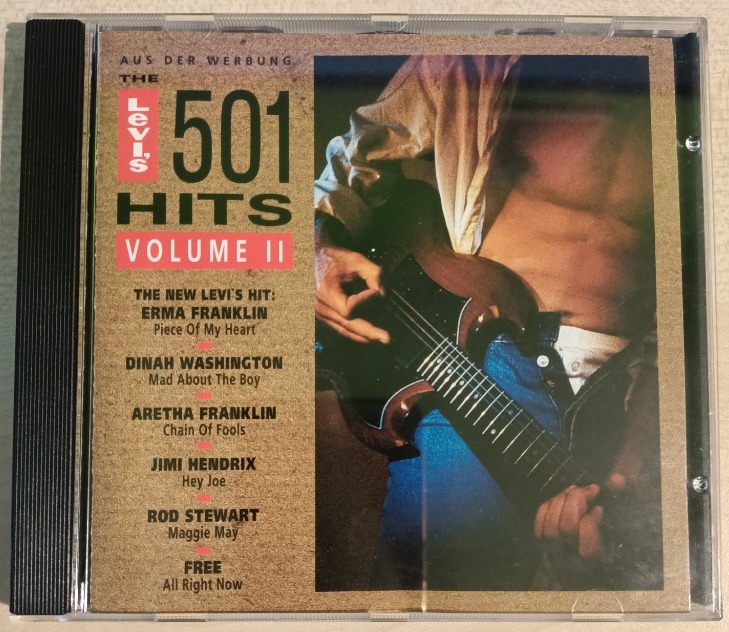 AUS DER WERBUNG
THE
Levi's
501
HITS
VOLUME II
THE NEW LEVI'S HIT:
ERMA FRANKLIN
Piece Of My Heart
DINAH WASHINGTON
Mad About The Boy
ARETHA FRANKLIN
Chain Of Fools
JIMI HENDRIX
Hey Joe
ROD STEWART
Maggie May
FREE
All Right Now